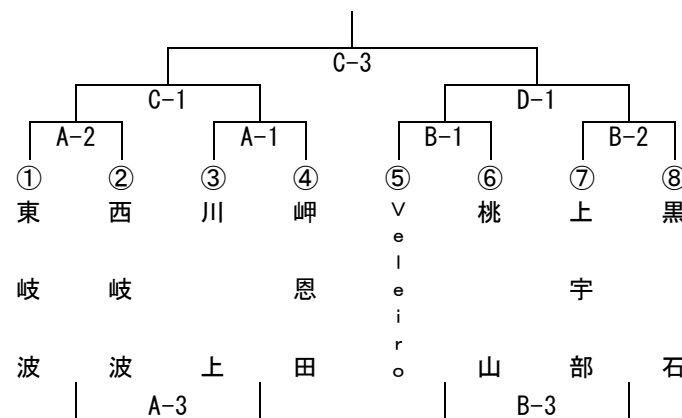 C-3
C-1 D-1
A-2 A-1 B-1 B-2
① ② ③ ④ ⑤ ⑥ ⑦ ⑧
東岐波
西岐波
川上
岬恩田
Veleiro
桃山
上宇部
黒石
A-3 B-3